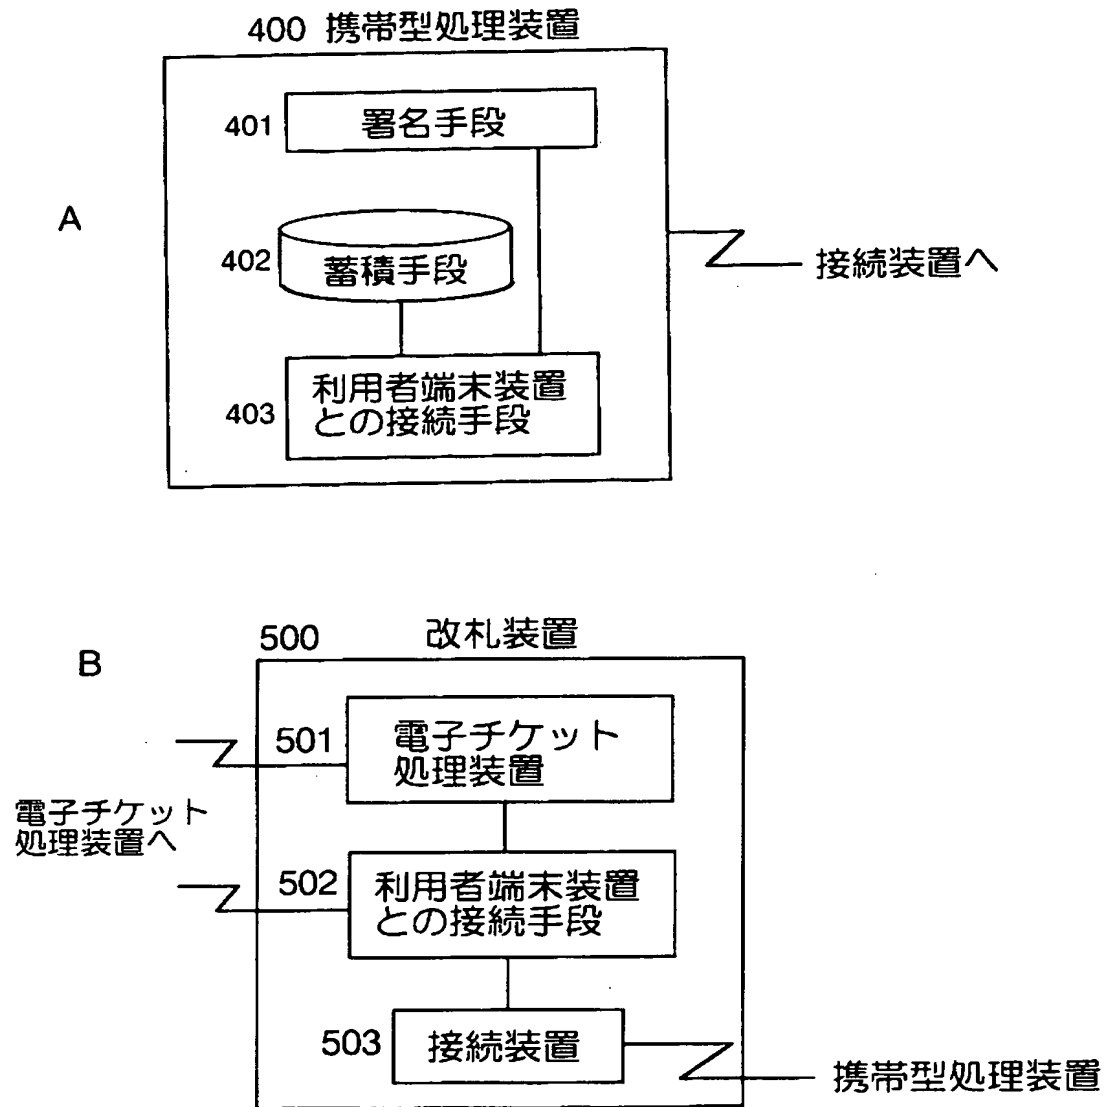 400 携帯型処理装置
401
署名手段
A
402
蓄積手段
接続装置へ
403
利用者端末装置
との接続手段
B
500
改札装置
501
電子チケット
処理装置
電子チケット
処理装置へ
502
利用者端末装置
との接続手段
503
接続装置
携帯型処理装置